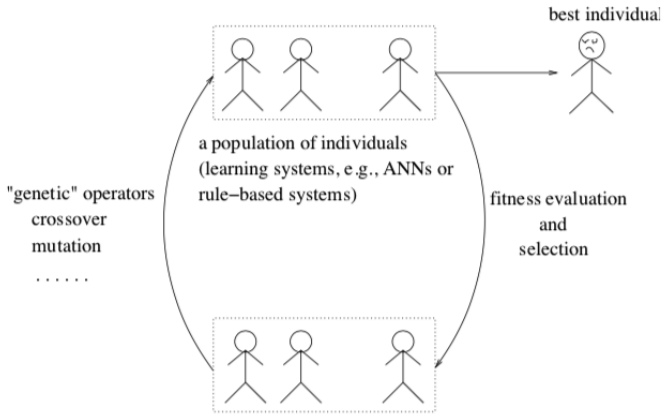 best individual
a population of individuals
(learning systems, e.g., ANNs or
rule−based systems)
"genetic" operators
crossover
mutation
. . . . . .
fitness evaluation
and
selection